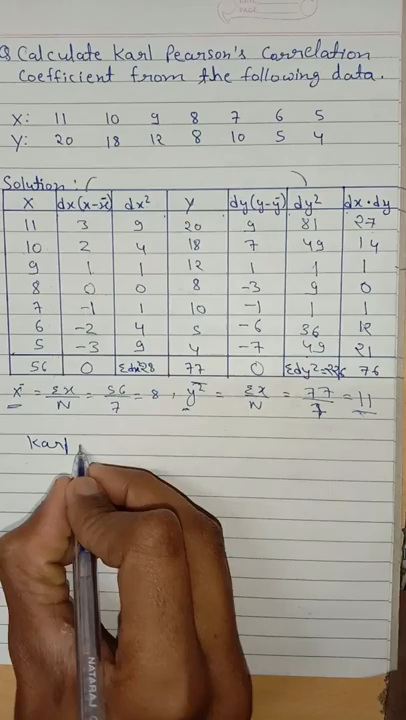 Q Calculate Karl Pearson's Correlation
Coefficient from the following data.
X: 11 10 9 8 7 6 5
Y: 20 18 12 8 10 5 4
Solution : (
X dx(x-x̄) dx² Y dy(y-ȳ) dy² dx·dy
11 3 9 20 9 81 27
10 2 4 18 7 49 14
9 1 1 12 1 1 1
8 0 0 8 -3 9 0
7 -1 1 10 -1 1 1
6 -2 4 5 -6 36 12
5 -3 9 4 -7 49 21
56 0 Σdx²28 77 0 Σdy²=226 76
x̄ = Σx/N = 56/7 = 8, ȳ² = Σx/N = 77/7 = 11
Karl
NATARAJ